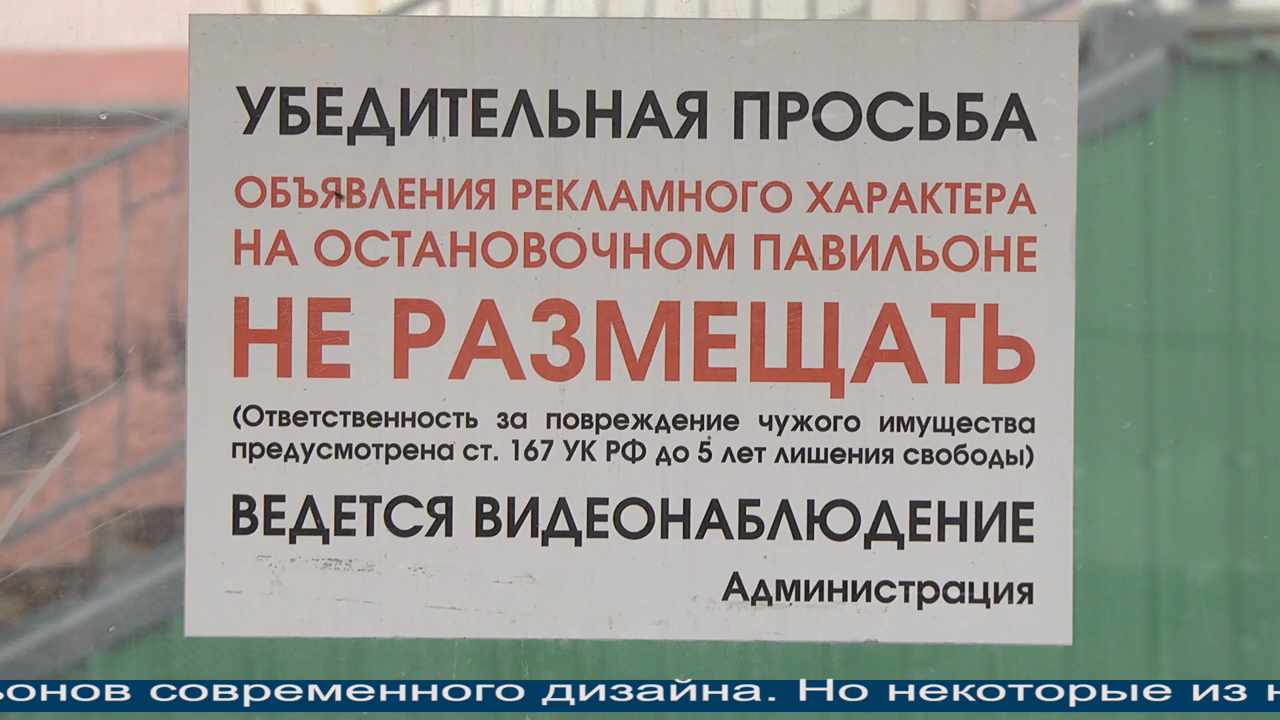 УБЕДИТЕЛЬНАЯ ПРОСЬБА
ОБЪЯВЛЕНИЯ РЕКЛАМНОГО ХАРАКТЕРА
НА ОСТАНОВОЧНОМ ПАВИЛЬОНЕ
НЕ РАЗМЕЩАТЬ
(Ответственность за повреждение чужого имущества
предусмотрена ст. 167 УК РФ до 5 лет лишения свободы)
ВЕДЕТСЯ ВИДЕОНАБЛЮДЕНИЕ
Администрация
современного дизайна. Но некоторые из